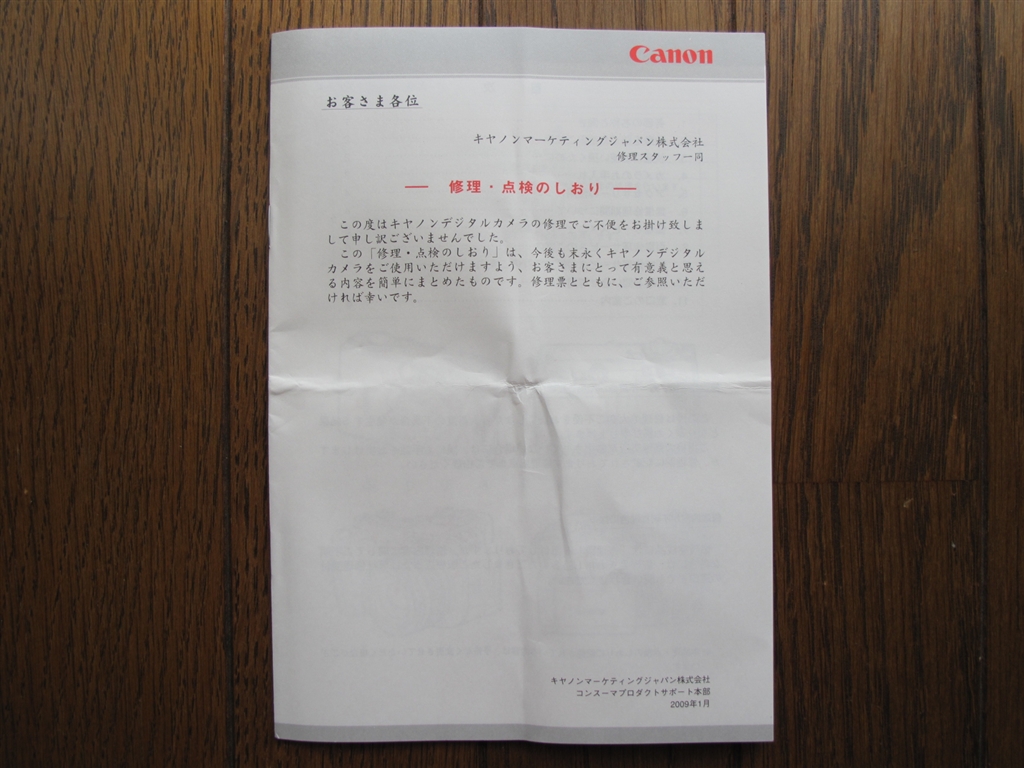 Canon
お客さま各位
キヤノンマーケティングジャパン株式会社
修理スタッフ一同
― 修理・点検のしおり ―
この度はキヤノンデジタルカメラの修理でご不便をお掛け致しま
して申し訳ございませんでした。
この「修理・点検のしおり」は、今後も末永くキヤノンデジタル
カメラをご使用いただけますよう、お客さまにとって有意義と思え
る内容を簡単にまとめたものです。修理票とともに、ご参照いただ
ければ幸いです。
キヤノンマーケティングジャパン株式会社
コンスーマプロダクトサポート本部
2009年1月